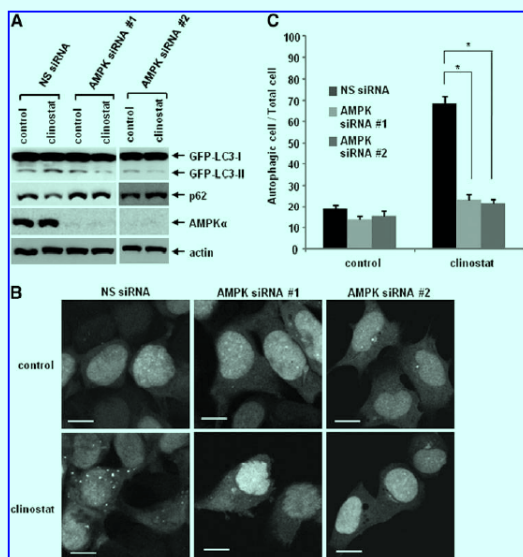 A
NS siRNA
AMPK siRNA #1
AMPK siRNA #2
control
clinostat
control
clinostat
control
clinostat
GFP-LC3-I
GFP-LC3-II
p62
AMPKα
actin
C
Autophagic cell / Total cell
100
90
80
70
60
50
40
30
20
10
0
*
*
NS siRNA
AMPK
siRNA #1
AMPK
siRNA #2
control
clinostat
B
NS siRNA
AMPK siRNA #1
AMPK siRNA #2
control
clinostat